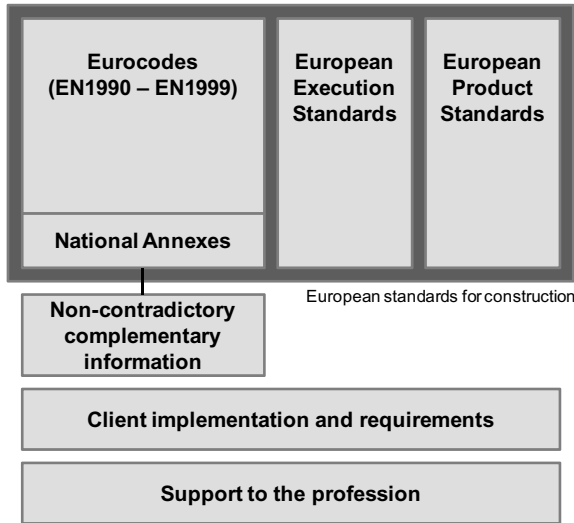 Eurocodes
(EN1990 – EN1999)
National Annexes
European
Execution
Standards
European
Product
Standards
European standards for construction
Non-contradictory
complementary
information
Client implementation and requirements
Support to the profession